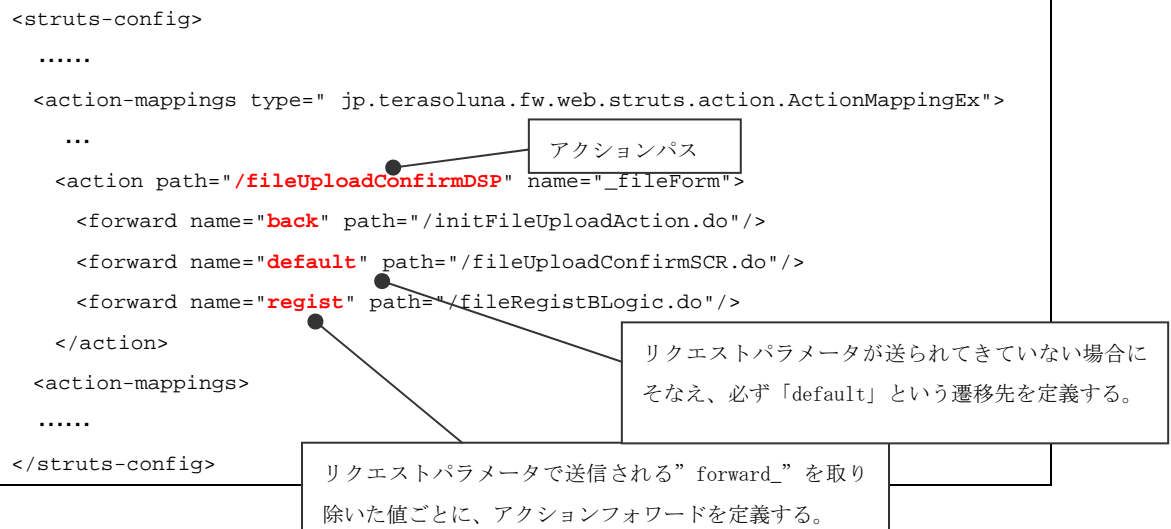 <struts-config>
……
<action-mappings type=" jp.terasoluna.fw.web.struts.action.ActionMappingEx">
…
アクションパス
<action path="/fileUploadConfirmDSP" name="_fileForm">
<forward name="back" path="/initFileUploadAction.do"/>
<forward name="default" path="/fileUploadConfirmSCR.do"/>
<forward name="regist" path="/fileRegistBLogic.do"/>
</action>
リクエストパラメータが送られてきていない場合に
そなえ、必ず「default」という遷移先を定義する。
<action-mappings>
……
</struts-config>
リクエストパラメータで送信される”forward_”を取り
除いた値ごとに、アクションフォワードを定義する。